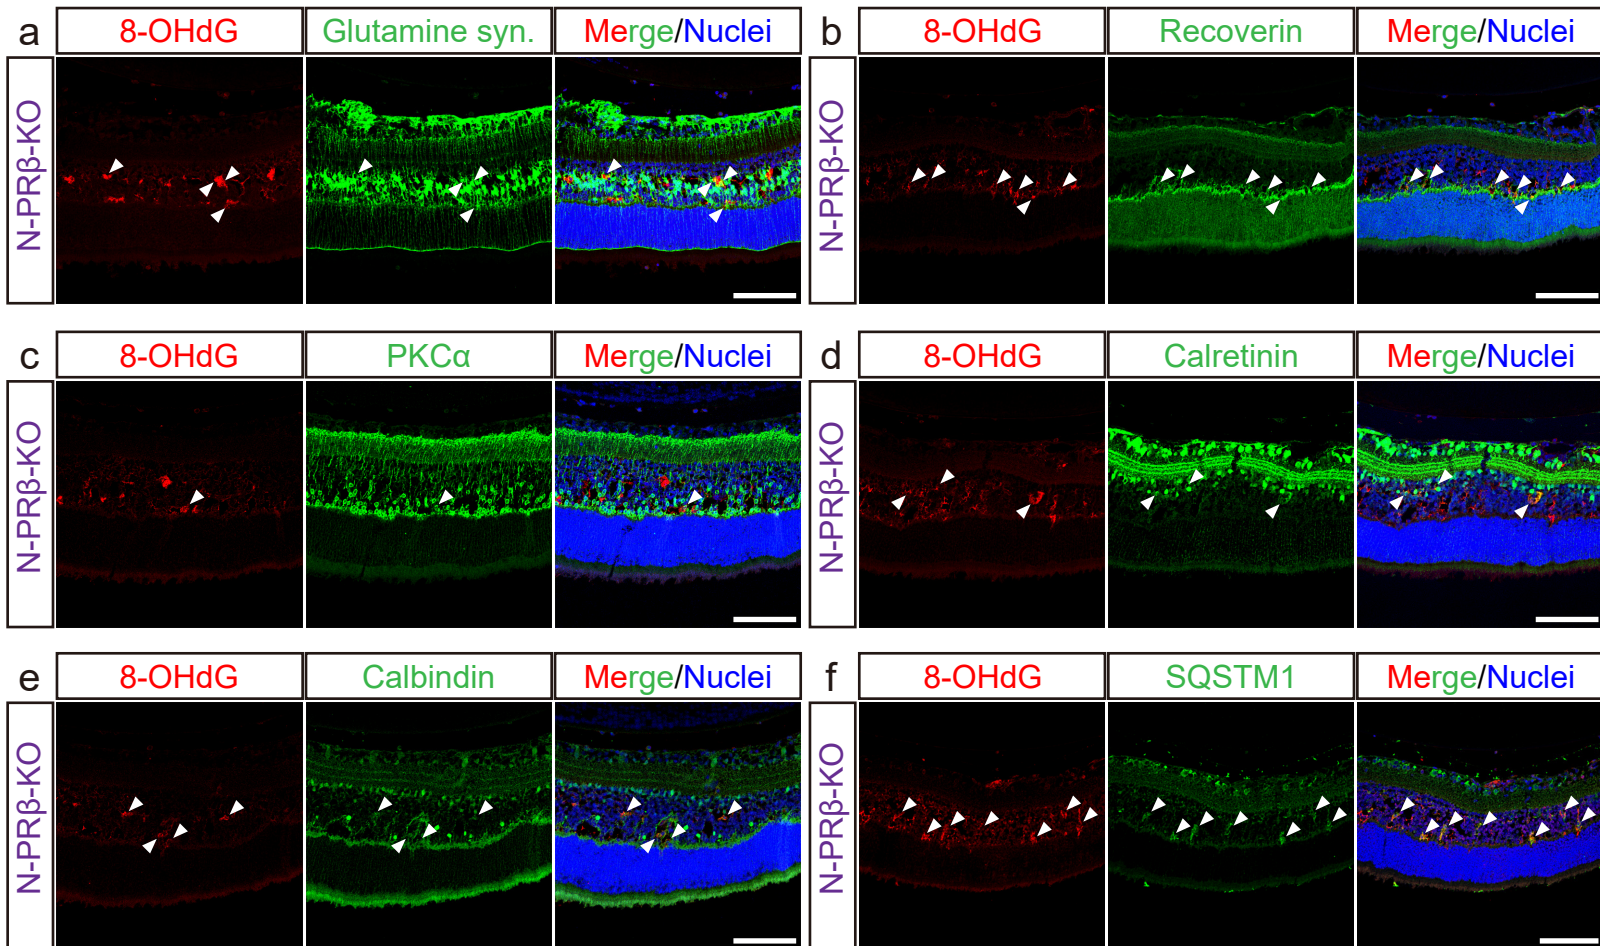 a
8-OHdG
Glutamine syn.
Merge/Nuclei
N-PRβ-KO
b
8-OHdG
Recoverin
Merge/Nuclei
N-PRβ-KO
c
8-OHdG
PKCα
Merge/Nuclei
N-PRβ-KO
d
8-OHdG
Calretinin
Merge/Nuclei
N-PRβ-KO
e
8-OHdG
Calbindin
Merge/Nuclei
N-PRβ-KO
f
8-OHdG
SQSTM1
Merge/Nuclei
N-PRβ-KO